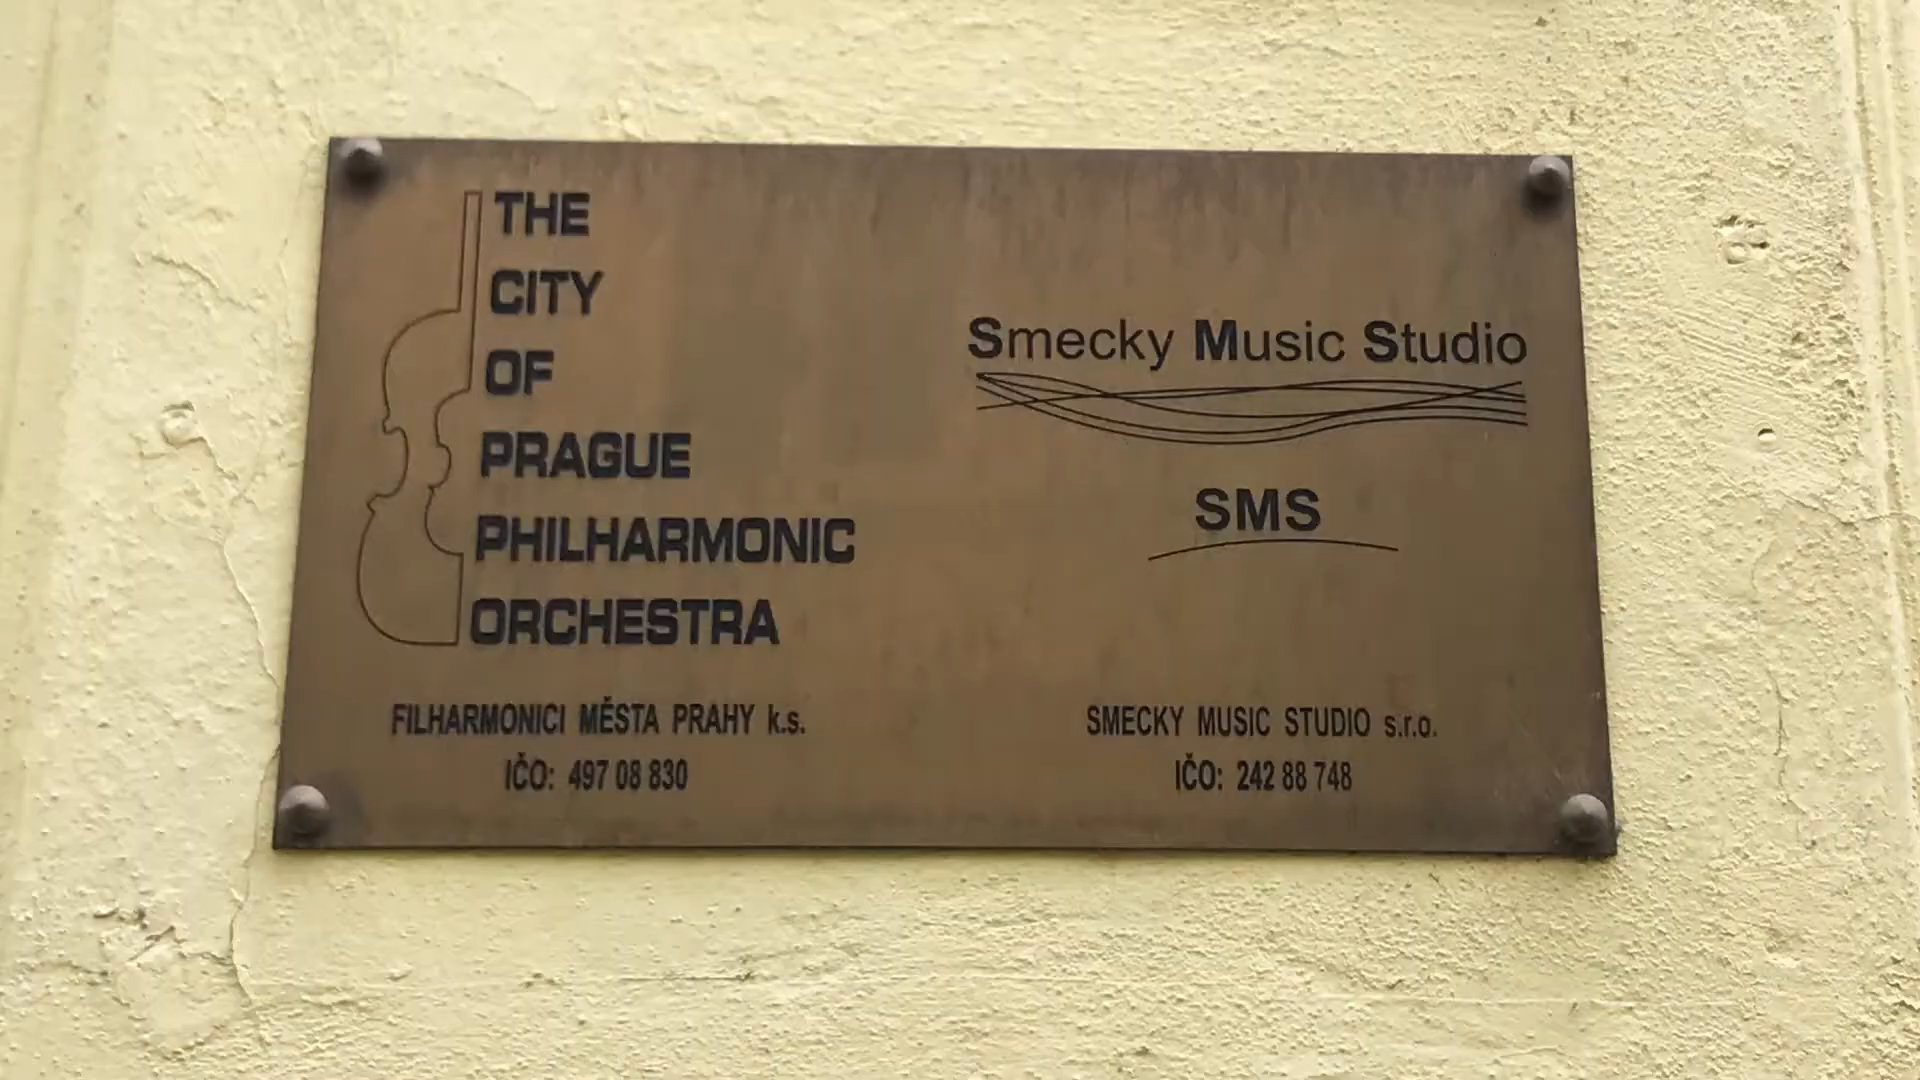 THE
CITY
OF
PRAGUE
PHILHARMONIC
ORCHESTRA
FILHARMONICI MĚSTA PRAHY k.s.
IČO: 497 08 830
Smecky Music Studio
SMS
SMECKY MUSIC STUDIO s.r.o.
IČO: 242 88 748